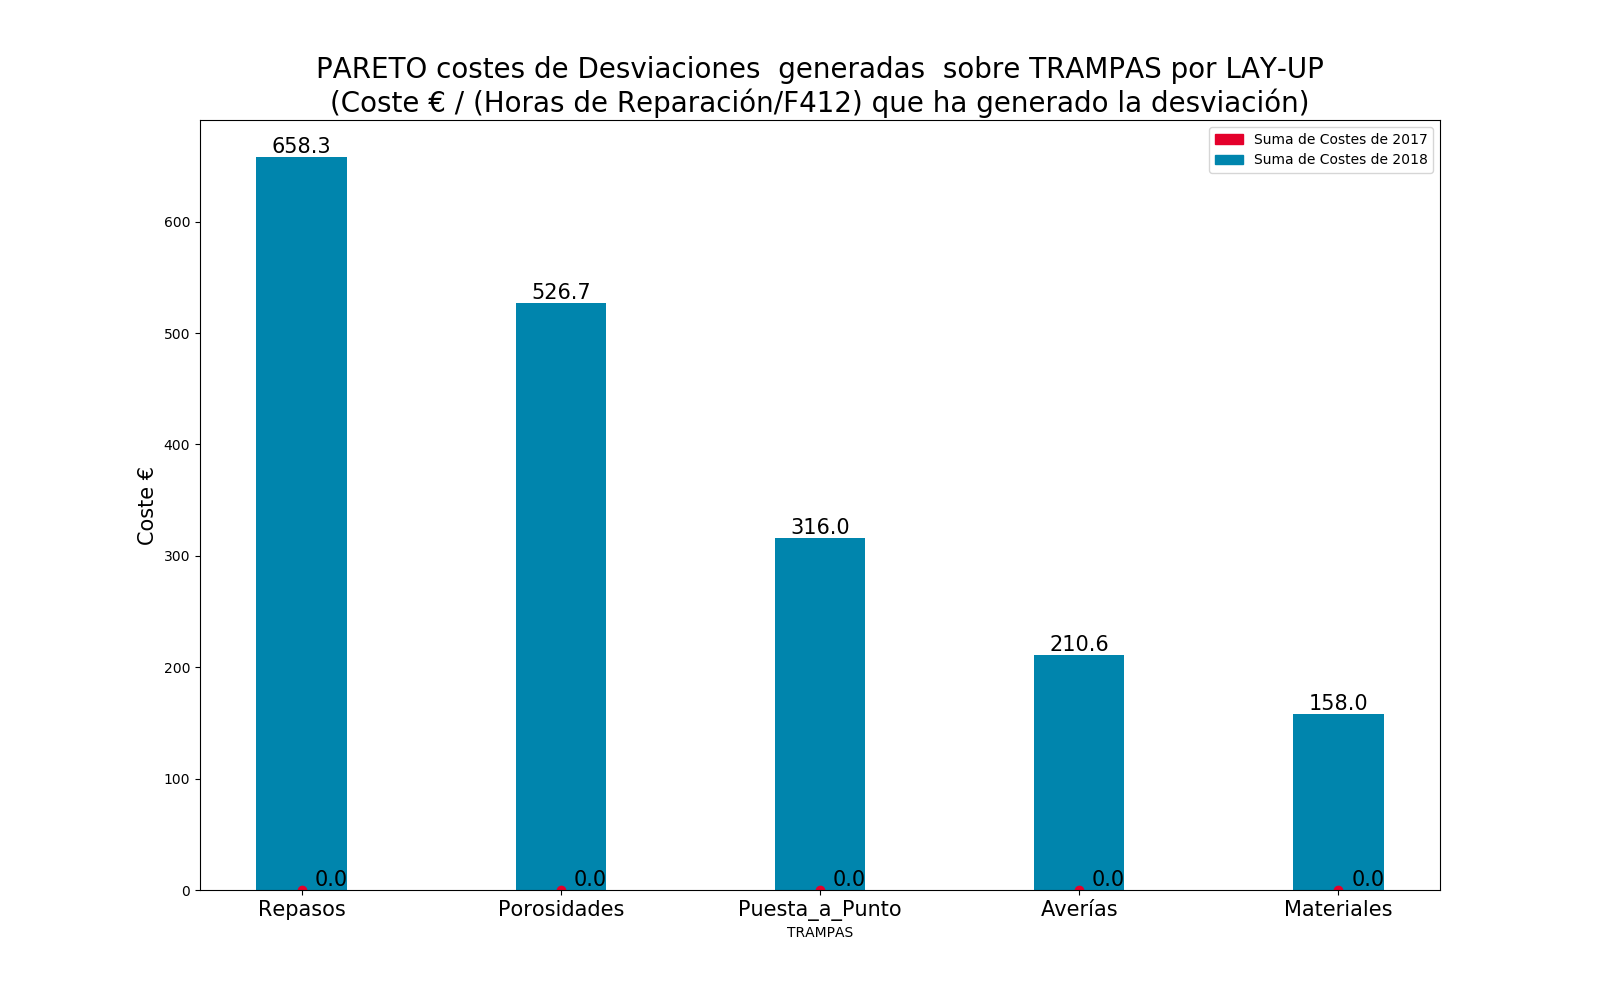 PARETO costes de Desviaciones  generadas  sobre TRAMPAS por LAY-UP
(Coste € / (Horas de Reparación/F412) que ha generado la desviación)
Suma de Costes de 2017
Suma de Costes de 2018
Coste €
600
500
400
300
200
100
0
658.3
526.7
316.0
210.6
158.0
0.0
0.0
0.0
0.0
0.0
Repasos
Porosidades
Puesta_a_Punto
Averías
Materiales
TRAMPAS